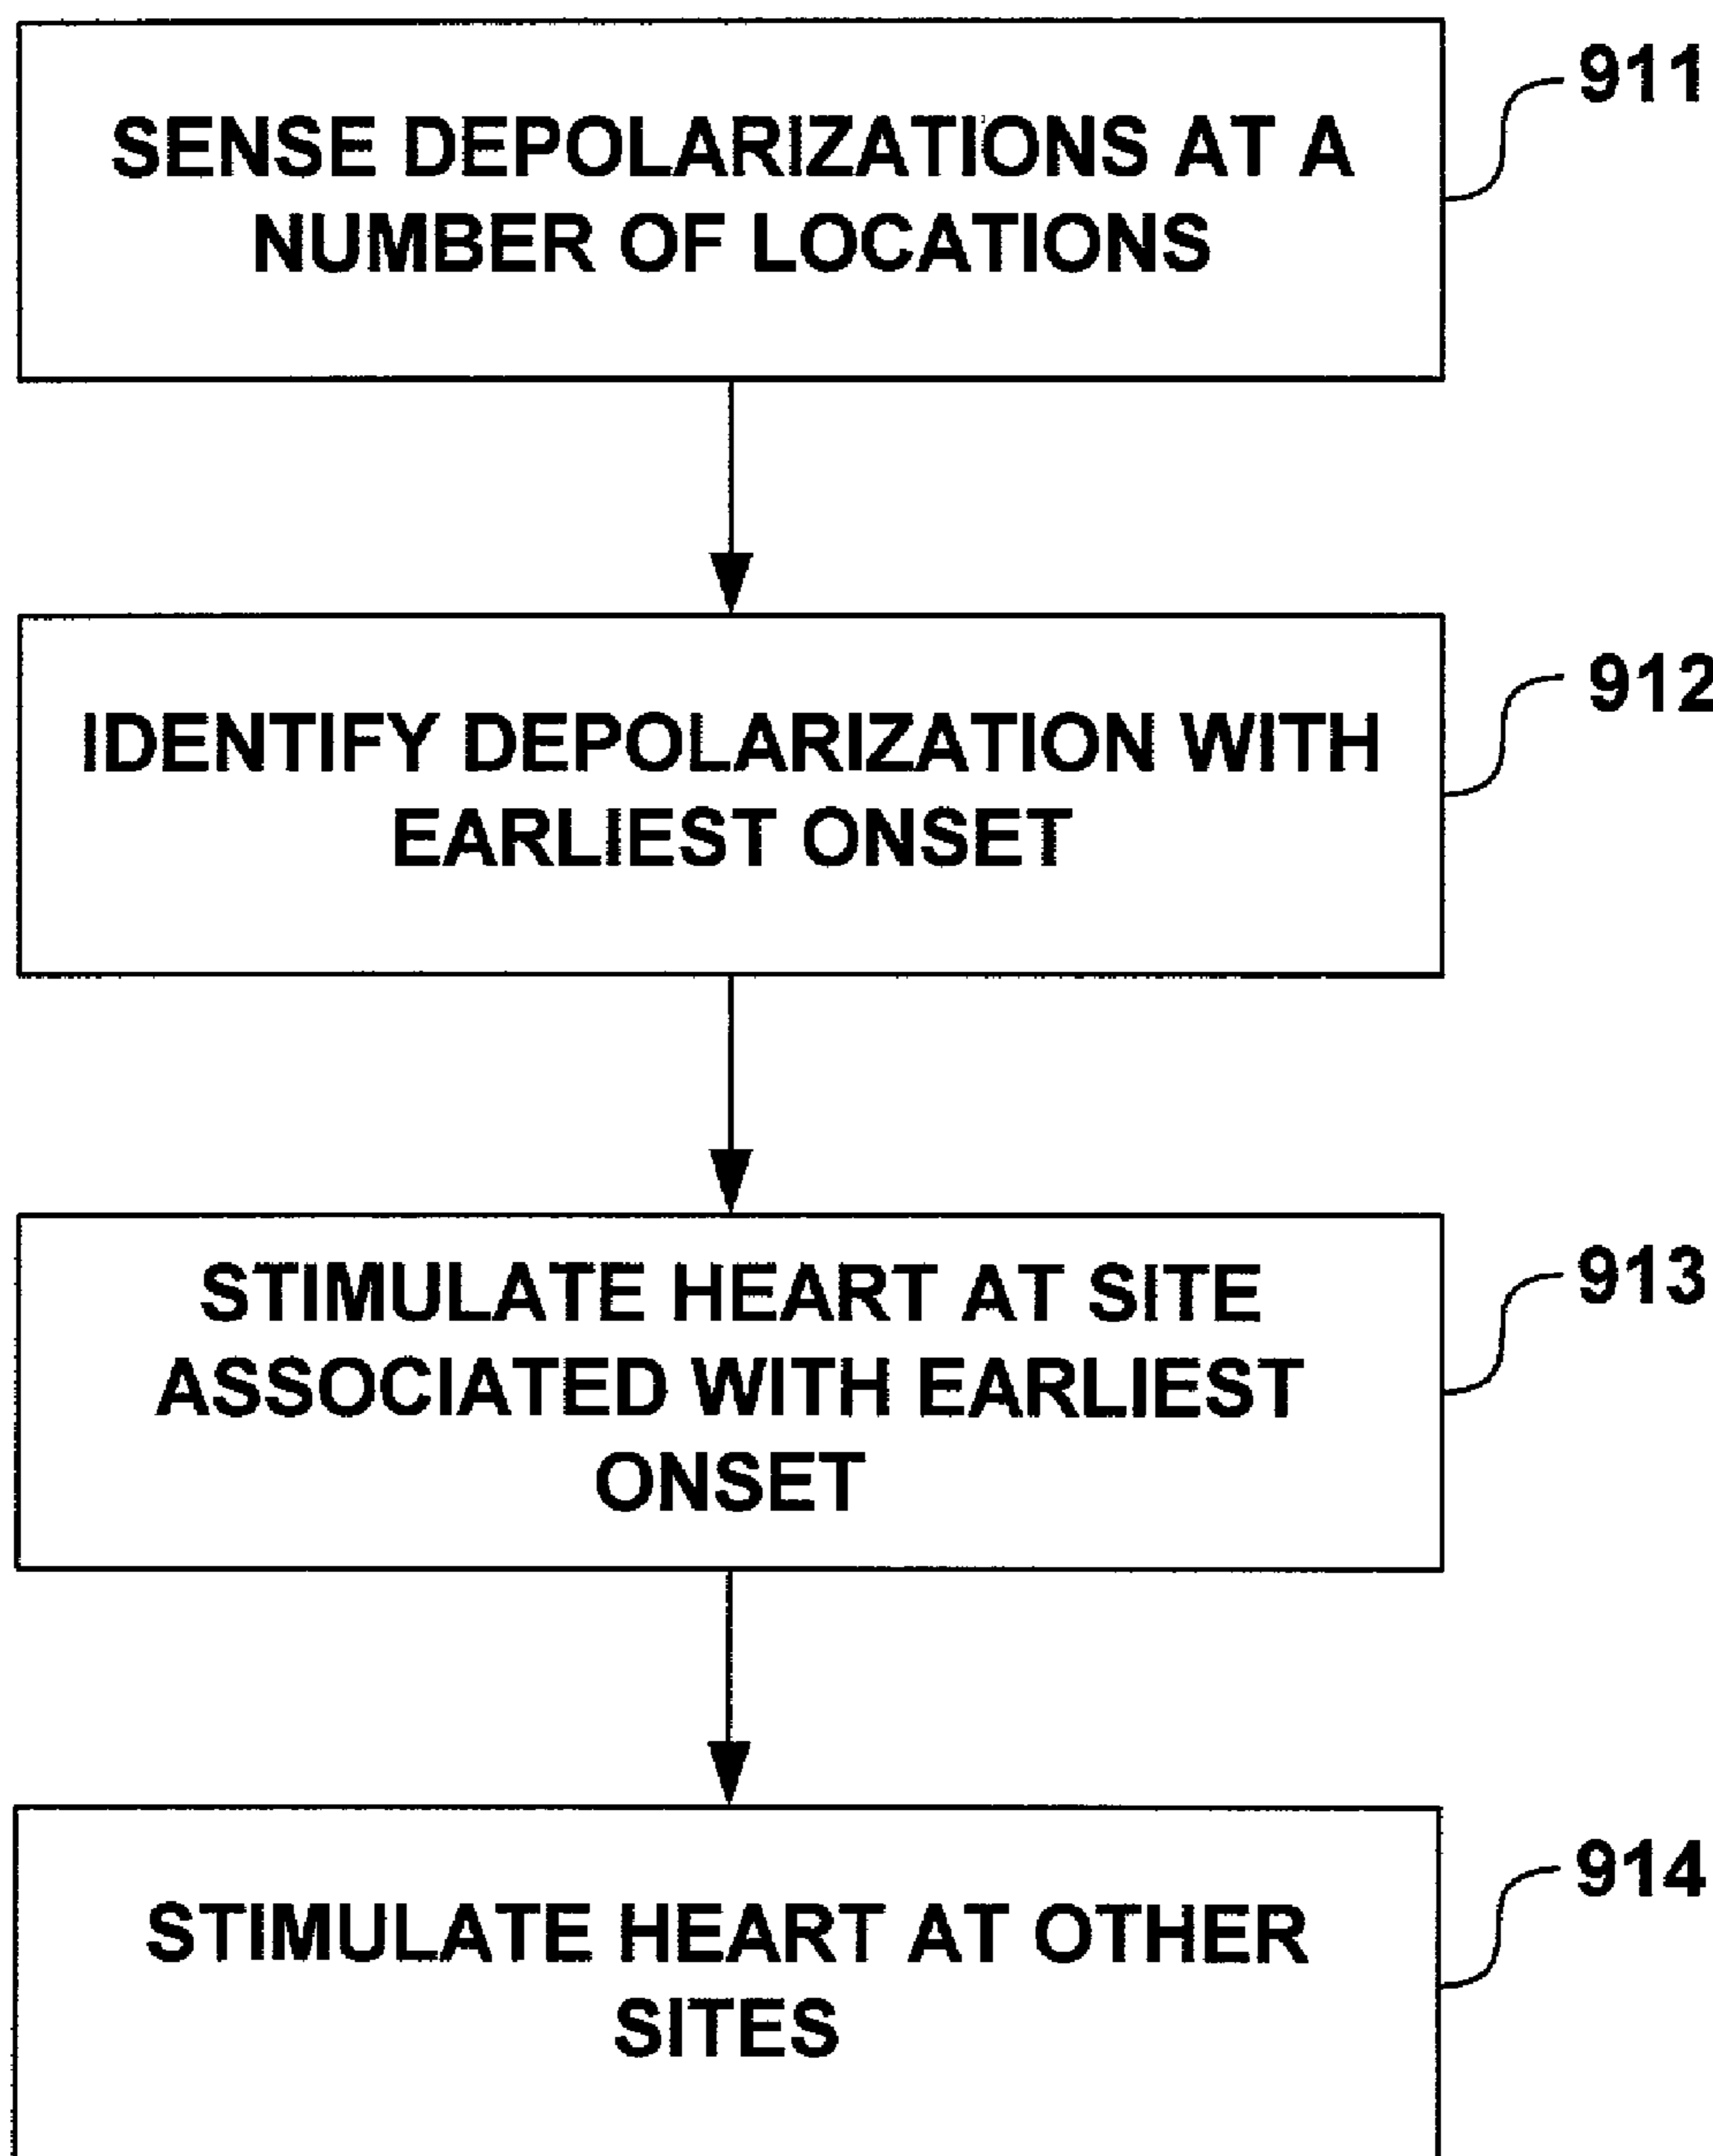 911
SENSE DEPOLARIZATIONS AT A
NUMBER OF LOCATIONS
912
IDENTIFY DEPOLARIZATION WITH
EARLIEST ONSET
913
STIMULATE HEART AT SITE
ASSOCIATED WITH EARLIEST
ONSET
914
STIMULATE HEART AT OTHER
SITES